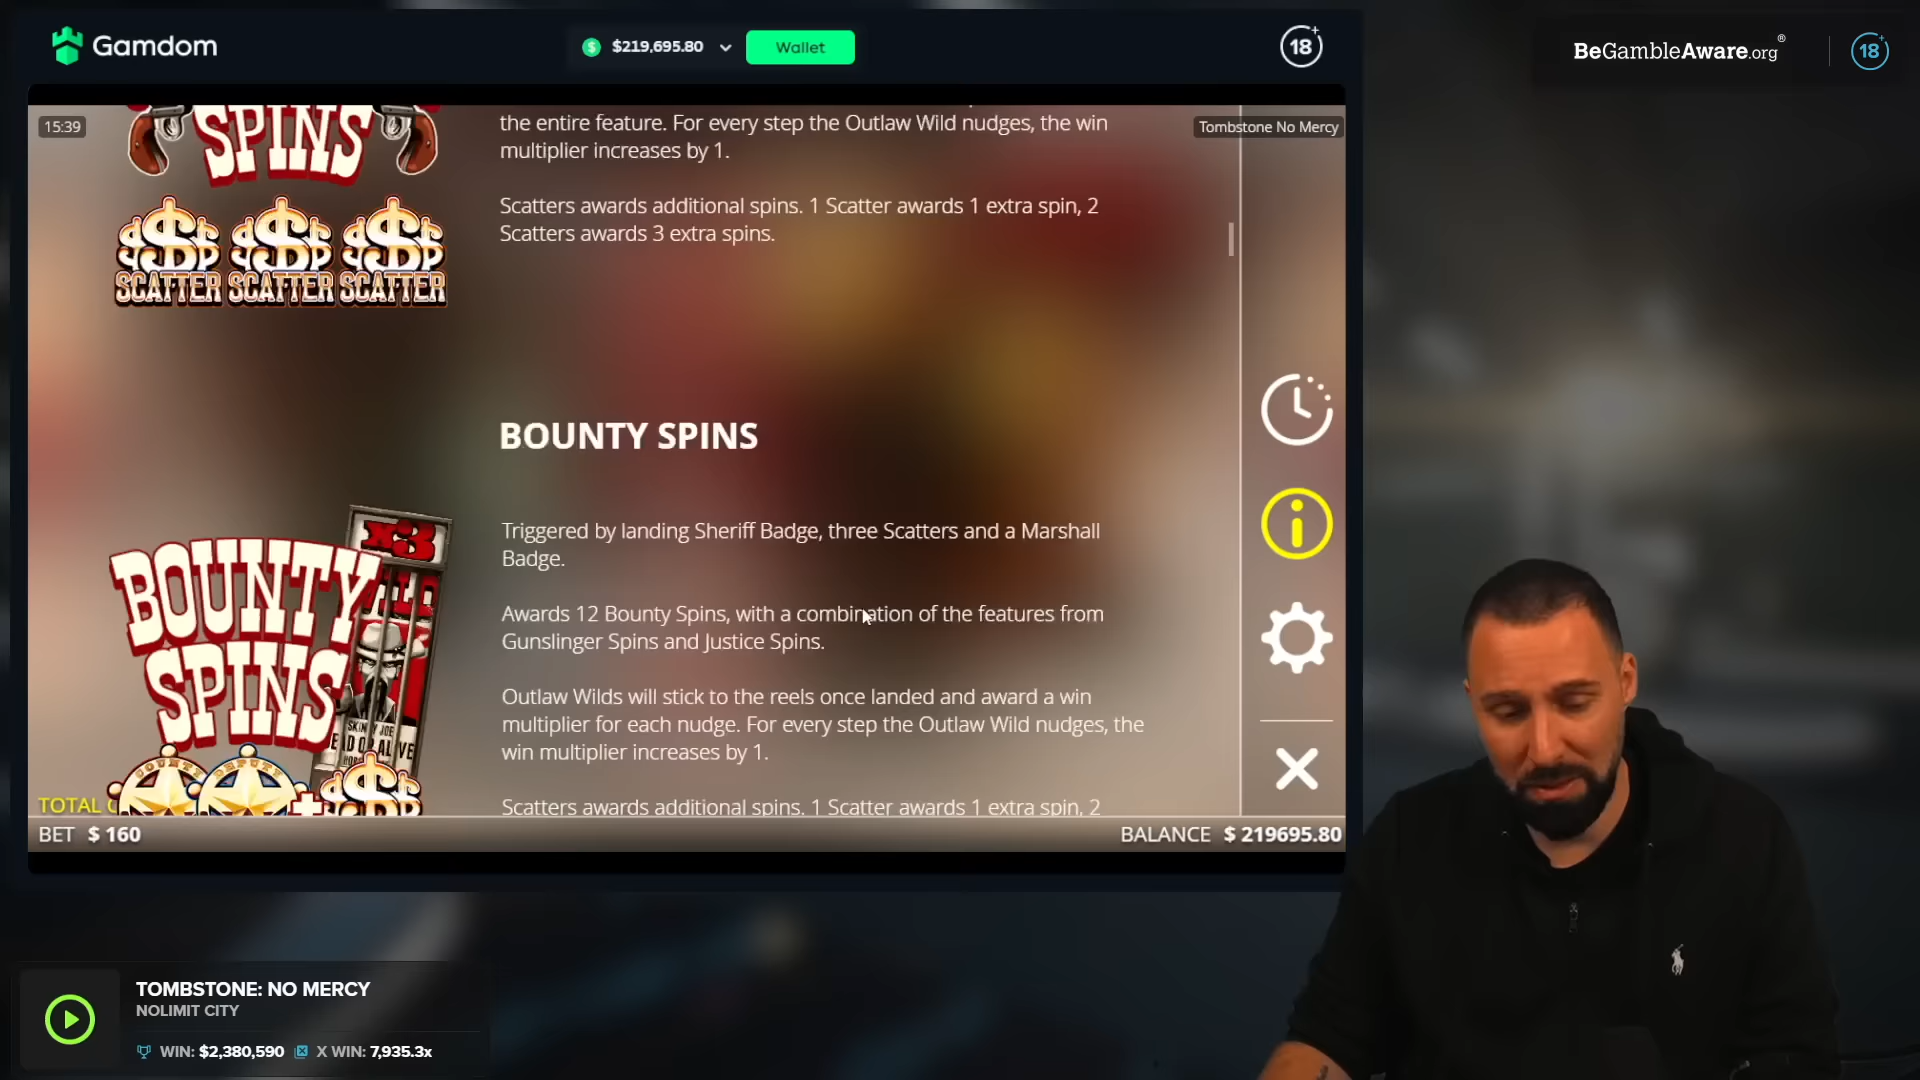 Gamdom
$219,695.80
Wallet
18+
BeGambleAware.org®
18+
15:39
Tombstone No Mercy
SPINS
the entire feature. For every step the Outlaw Wild nudges, the win
multiplier increases by 1.
Scatters awards additional spins. 1 Scatter awards 1 extra spin, 2
Scatters awards 3 extra spins.
SCATTER SCATTER SCATTER
BOUNTY SPINS
Triggered by landing Sheriff Badge, three Scatters and a Marshall
Badge.
Awards 12 Bounty Spins, with a combination of the features from
Gunslinger Spins and Justice Spins.
Outlaw Wilds will stick to the reels once landed and award a win
multiplier for each nudge. For every step the Outlaw Wild nudges, the
win multiplier increases by 1.
Scatters awards additional spins. 1 Scatter awards 1 extra spin, 2
x3
BOUNTY
SPINS
COUNTY
DEPUTY
TOTAL
BET $ 160
BALANCE $ 219695.80
TOMBSTONE: NO MERCY
NOLIMIT CITY
WIN: $2,380,590 X WIN: 7,935.3x